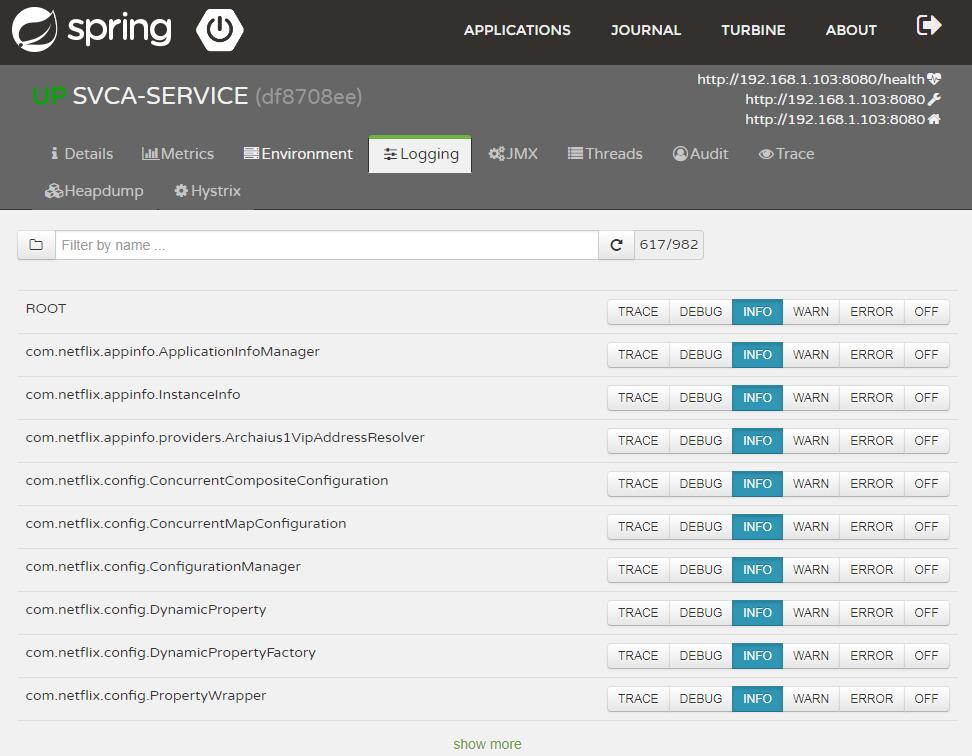 spring APPLICATIONS JOURNAL TURBINE ABOUT
UP SVCA-SERVICE (df8708ee)
http://192.168.1.103:8080/health
http://192.168.1.103:8080
http://192.168.1.103:8080
Details Metrics Environment Logging JMX Threads Audit Trace
Heapdump Hystrix
Filter by name ... 617/982
ROOT TRACE DEBUG INFO WARN ERROR OFF
com.netflix.appinfo.ApplicationInfoManager TRACE DEBUG INFO WARN ERROR OFF
com.netflix.appinfo.InstanceInfo TRACE DEBUG INFO WARN ERROR OFF
com.netflix.appinfo.providers.Archaius1VipAddressResolver TRACE DEBUG INFO WARN ERROR OFF
com.netflix.config.ConcurrentCompositeConfiguration TRACE DEBUG INFO WARN ERROR OFF
com.netflix.config.ConcurrentMapConfiguration TRACE DEBUG INFO WARN ERROR OFF
com.netflix.config.ConfigurationManager TRACE DEBUG INFO WARN ERROR OFF
com.netflix.config.DynamicProperty TRACE DEBUG INFO WARN ERROR OFF
com.netflix.config.DynamicPropertyFactory TRACE DEBUG INFO WARN ERROR OFF
com.netflix.config.PropertyWrapper TRACE DEBUG INFO WARN ERROR OFF
show more